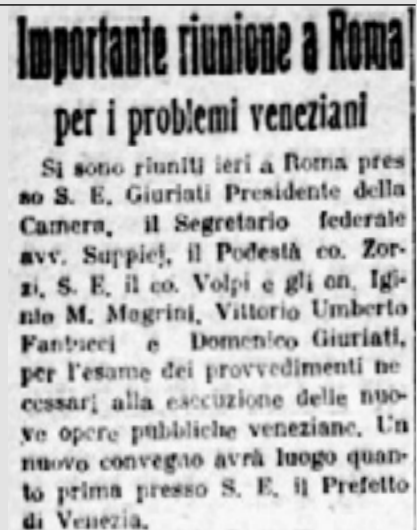 Importante riunione a Roma
per i problemi veneziani
Si sono riuniti ieri a Roma pres
so S. E. Giuriati Presidente della
Camera, il Segretario federale
avv. Suppiej, il Podestà co. Zor-
zi, S. E. il co. Volpi e gli on. Igi-
nio M. Magrini, Vittorio Umberto
Fantucci e Domenico Giuriati,
per l'esame dei provvedimenti ne
cessarj alla esecuzione delle nuo-
ve opere pubbliche veneziane. Un
nuovo convegno avrà luogo quan-
to prima presso S. E. il Prefetto
di Venezia.